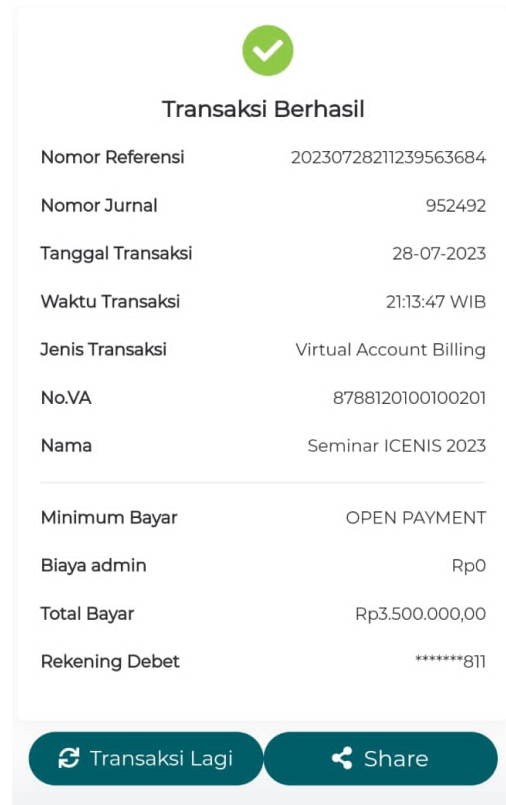 Transaksi Berhasil
Nomor Referensi 20230728211239563684
Nomor Jurnal 952492
Tanggal Transaksi 28-07-2023
Waktu Transaksi 21:13:47 WIB
Jenis Transaksi Virtual Account Billing
No.VA 8788120100100201
Nama Seminar ICENIS 2023
Minimum Bayar OPEN PAYMENT
Biaya admin Rp0
Total Bayar Rp3.500.000,00
Rekening Debet *******811
Transaksi Lagi Share